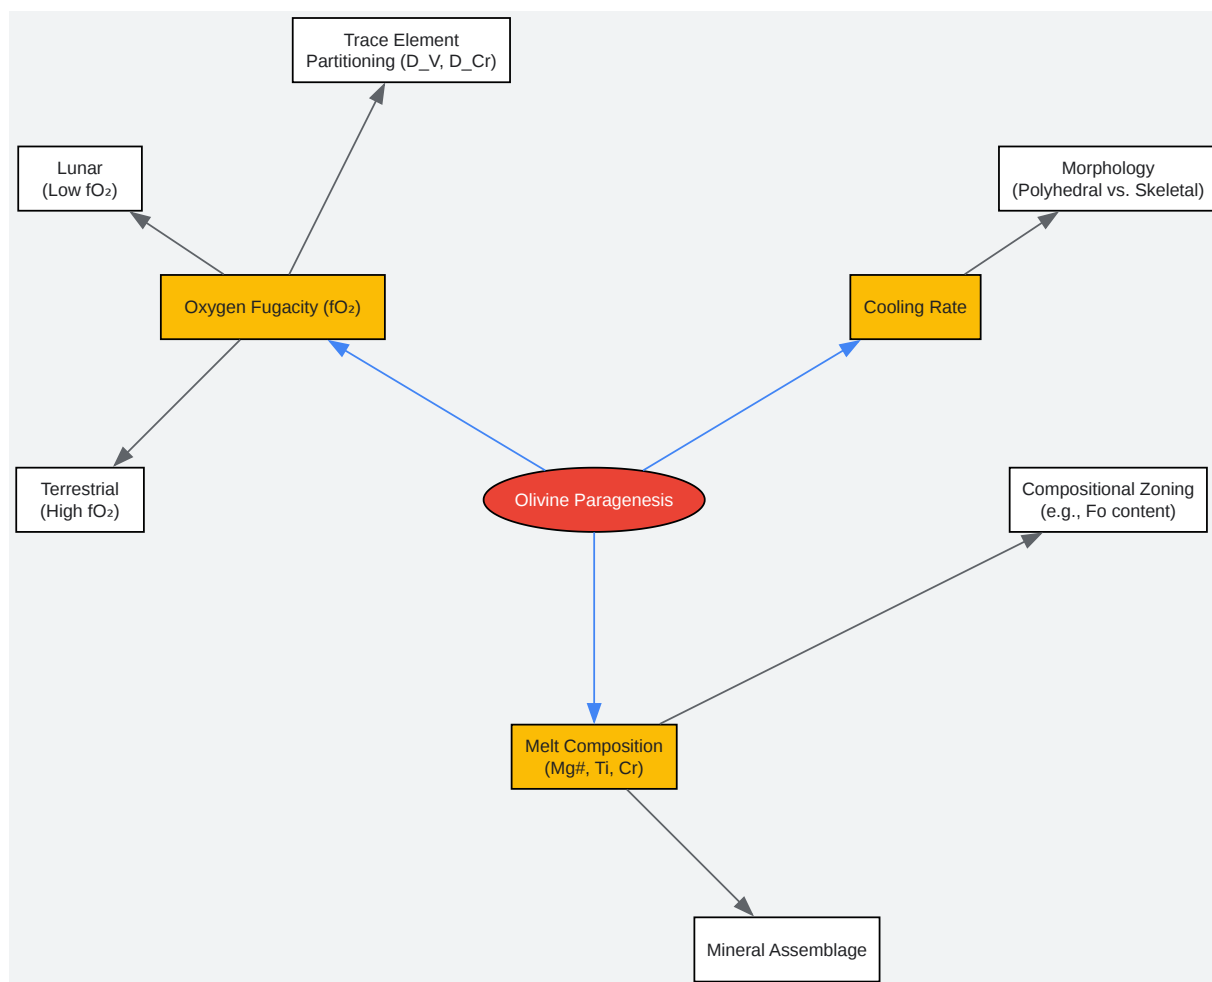 Trace Element
Partitioning (D_V, D_Cr)
Lunar
(Low fO₂)
Morphology
(Polyhedral vs. Skeletal)
Oxygen Fugacity (fO₂)
Cooling Rate
Terrestrial
(High fO₂)
Olivine Paragenesis
Compositional Zoning
(e.g., Fo content)
Melt Composition
(Mg#, Ti, Cr)
Mineral Assemblage